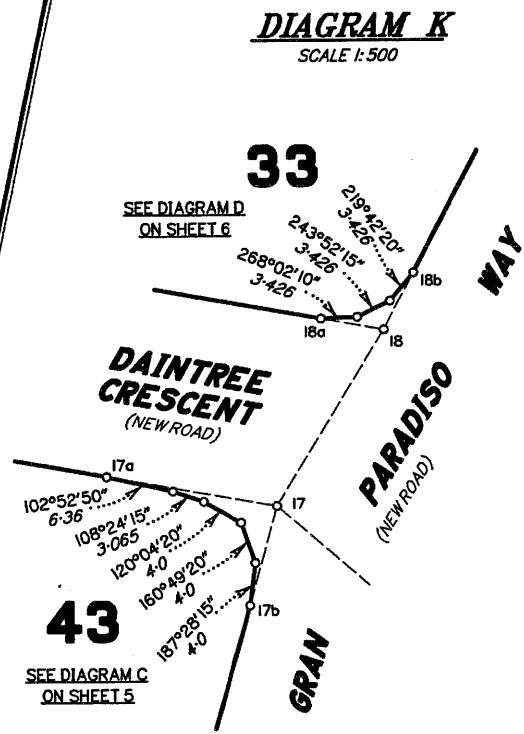 DIAGRAM K
SCALE 1:500
33
SEE DIAGRAM D
ON SHEET 6
219°42'20"
3·426
243°52'15"
3·426
268°02'10"
3·426
18b
18a
18
WAY
DAINTREE
CRESCENT
(NEW ROAD)
PARADISO
(NEW ROAD)
17a
17
102°52'50"
6·36
108°24'15"
3·065
120°04'20"
4·0
160°49'20"
4·0
187°28'15"
4·0
17b
43
SEE DIAGRAM C
ON SHEET 5
GRAN